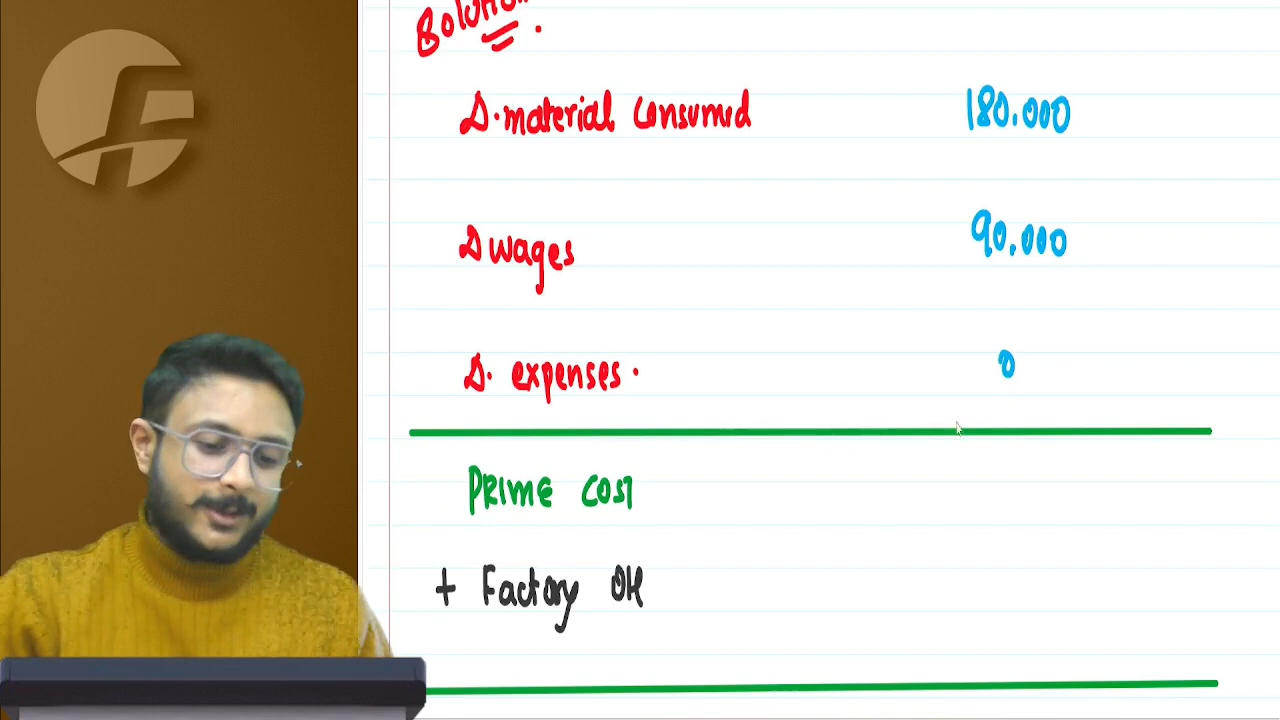 Solution.
D. material Consumed 180.000
D wages 90.000
D. expenses. 0
PRIME COST
+ Factory OH